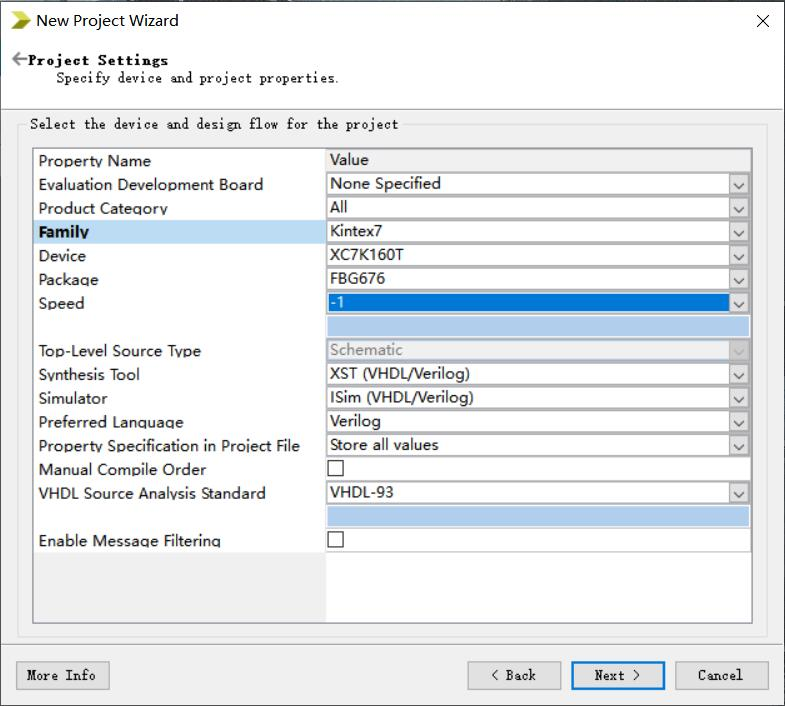 New Project Wizard
Project Settings
Specify device and project properties.
Select the device and design flow for the project
Property Name Value
Evaluation Development Board None Specified
Product Category All
Family Kintex7
Device XC7K160T
Package FBG676
Speed -1
Top-Level Source Type Schematic
Synthesis Tool XST (VHDL/Verilog)
Simulator ISim (VHDL/Verilog)
Preferred Language Verilog
Property Specification in Project File Store all values
Manual Compile Order
VHDL Source Analysis Standard VHDL-93
Enable Message Filtering
More Info < Back Next > Cancel